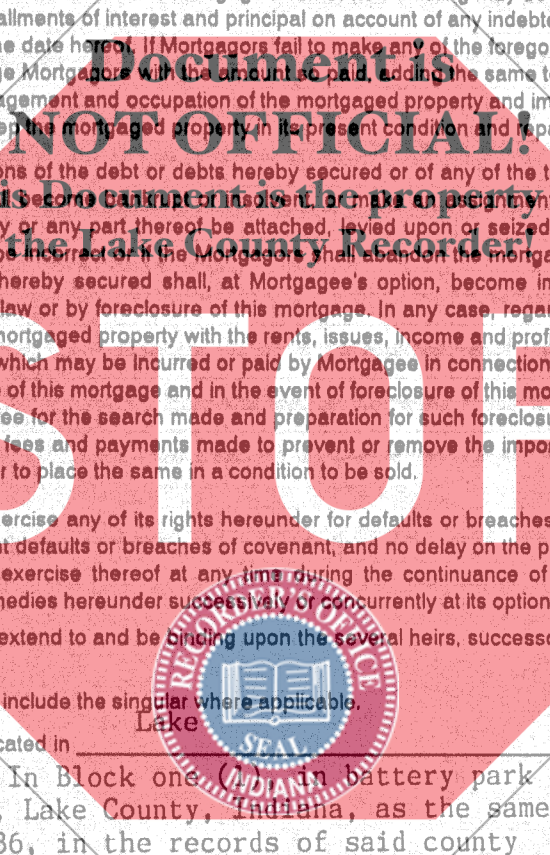 allments of interest and principal on account of any indebt
e date hereof. If Mortgagors fail to make any of the forego
Document is
e Mortgagors with the amount so paid, adding the same t
agement and occupation of the mortgaged property and im
NOT OFFICIAL!
ep the mortgaged property in its present condition and rep
ons of the debt or debts hereby secured or of any of the t
is Document is the property
ll become bankrupt or insolvent, or make an assignmen
y or any part thereof be attached, levied upon or seized
the Lake County Recorder!
be incorrect or if the Mortgagors shall abandon the mortga
hereby secured shall, at Mortgagee's option, become im
law or by foreclosure of this mortgage. In any case, regar
STOP
mortgaged property with the rents, issues, income and prof
which may be incurred or paid by Mortgagee in connection
of this mortgage and in the event of foreclosure of this mo
ee for the search made and preparation for such foreclosu
fees and payments made to prevent or remove the impo
r to place the same in a condition to be sold.
ercise any of its rights hereunder for defaults or breaches
t defaults or breaches of covenant, and no delay on the p
exercise thereof at any time during the continuance of
medies hereunder successively or concurrently at its option
extend to and be binding upon the several heirs, successo
RECORDER'S OFFICE
include the singular where applicable.
Lake
cated in
SEAL
INDIANA
In Block one (1), in battery park
, Lake County, Indiana, as the same
36, in the records of said county